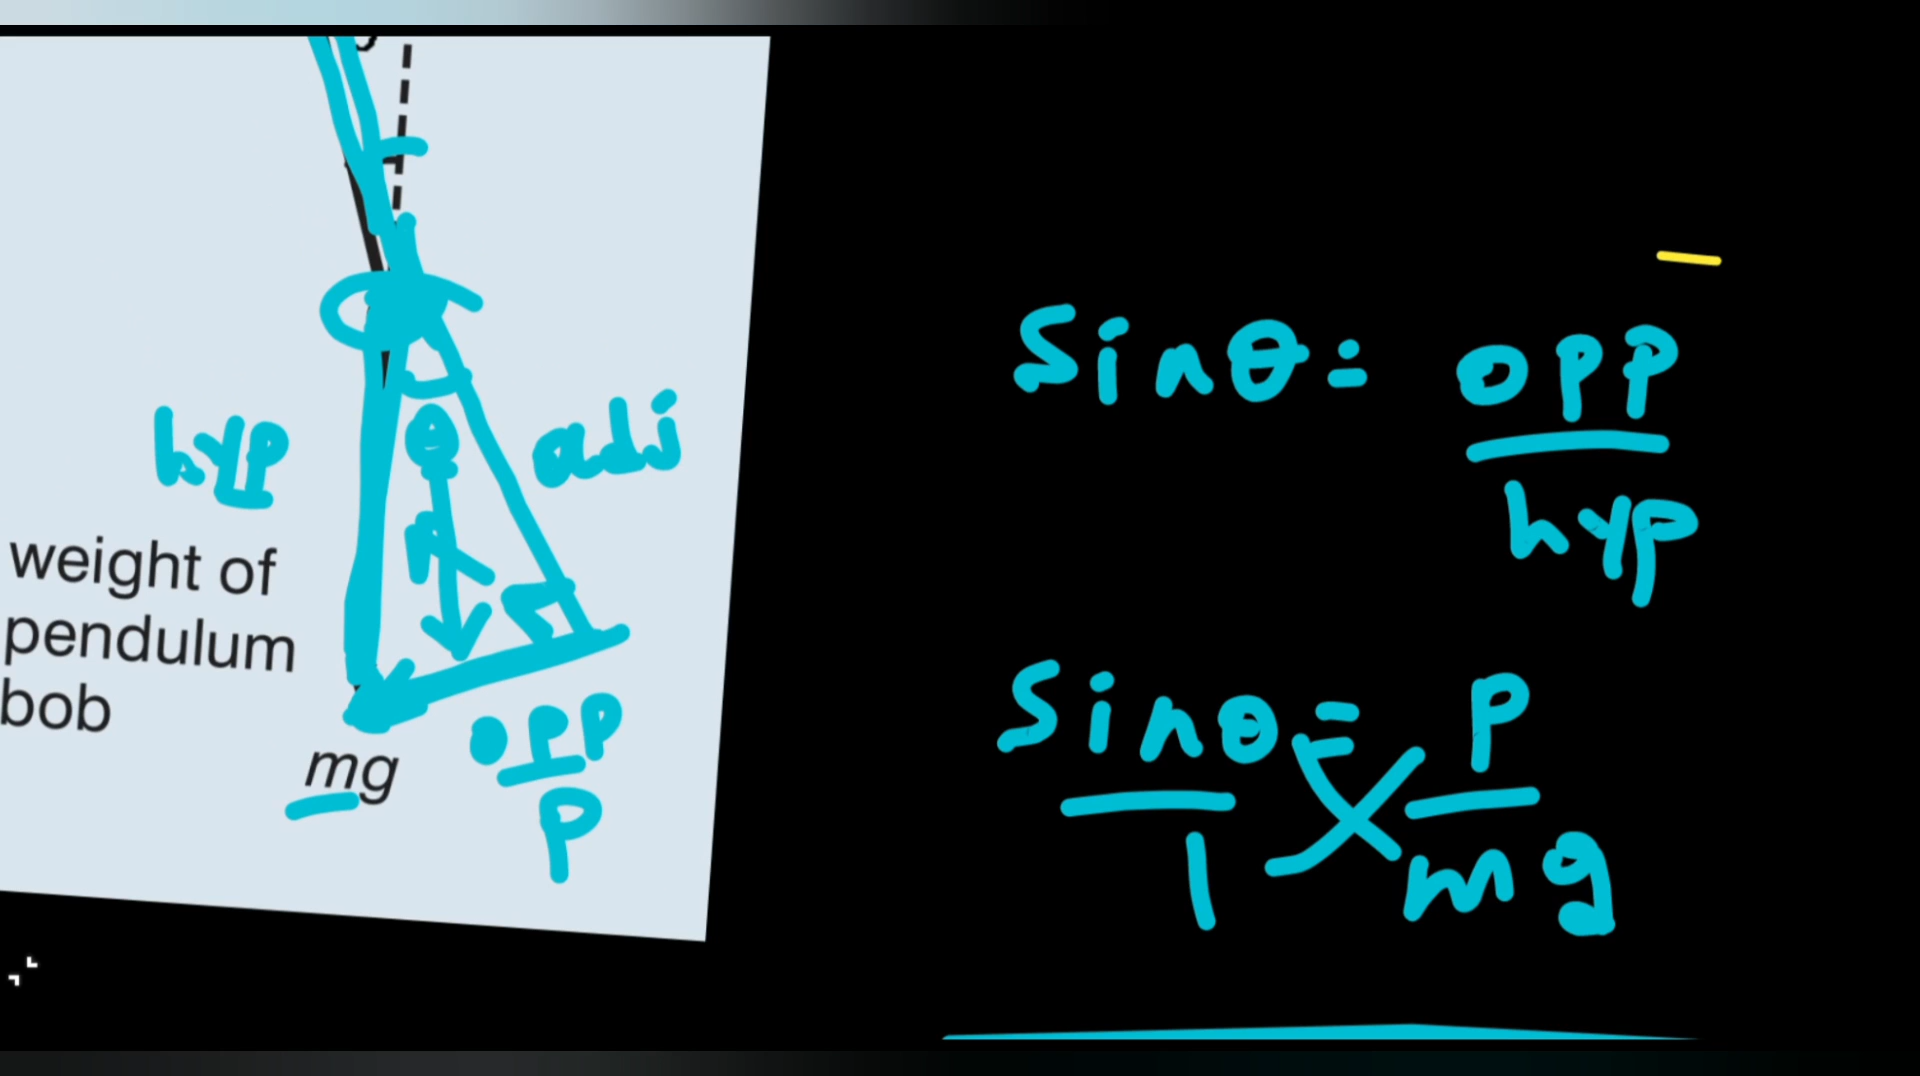 hyp
θ
adj
weight of
pendulum
bob
mg
opp
P
Sinθ = opp
hyp
Sinθ = P
1 mg